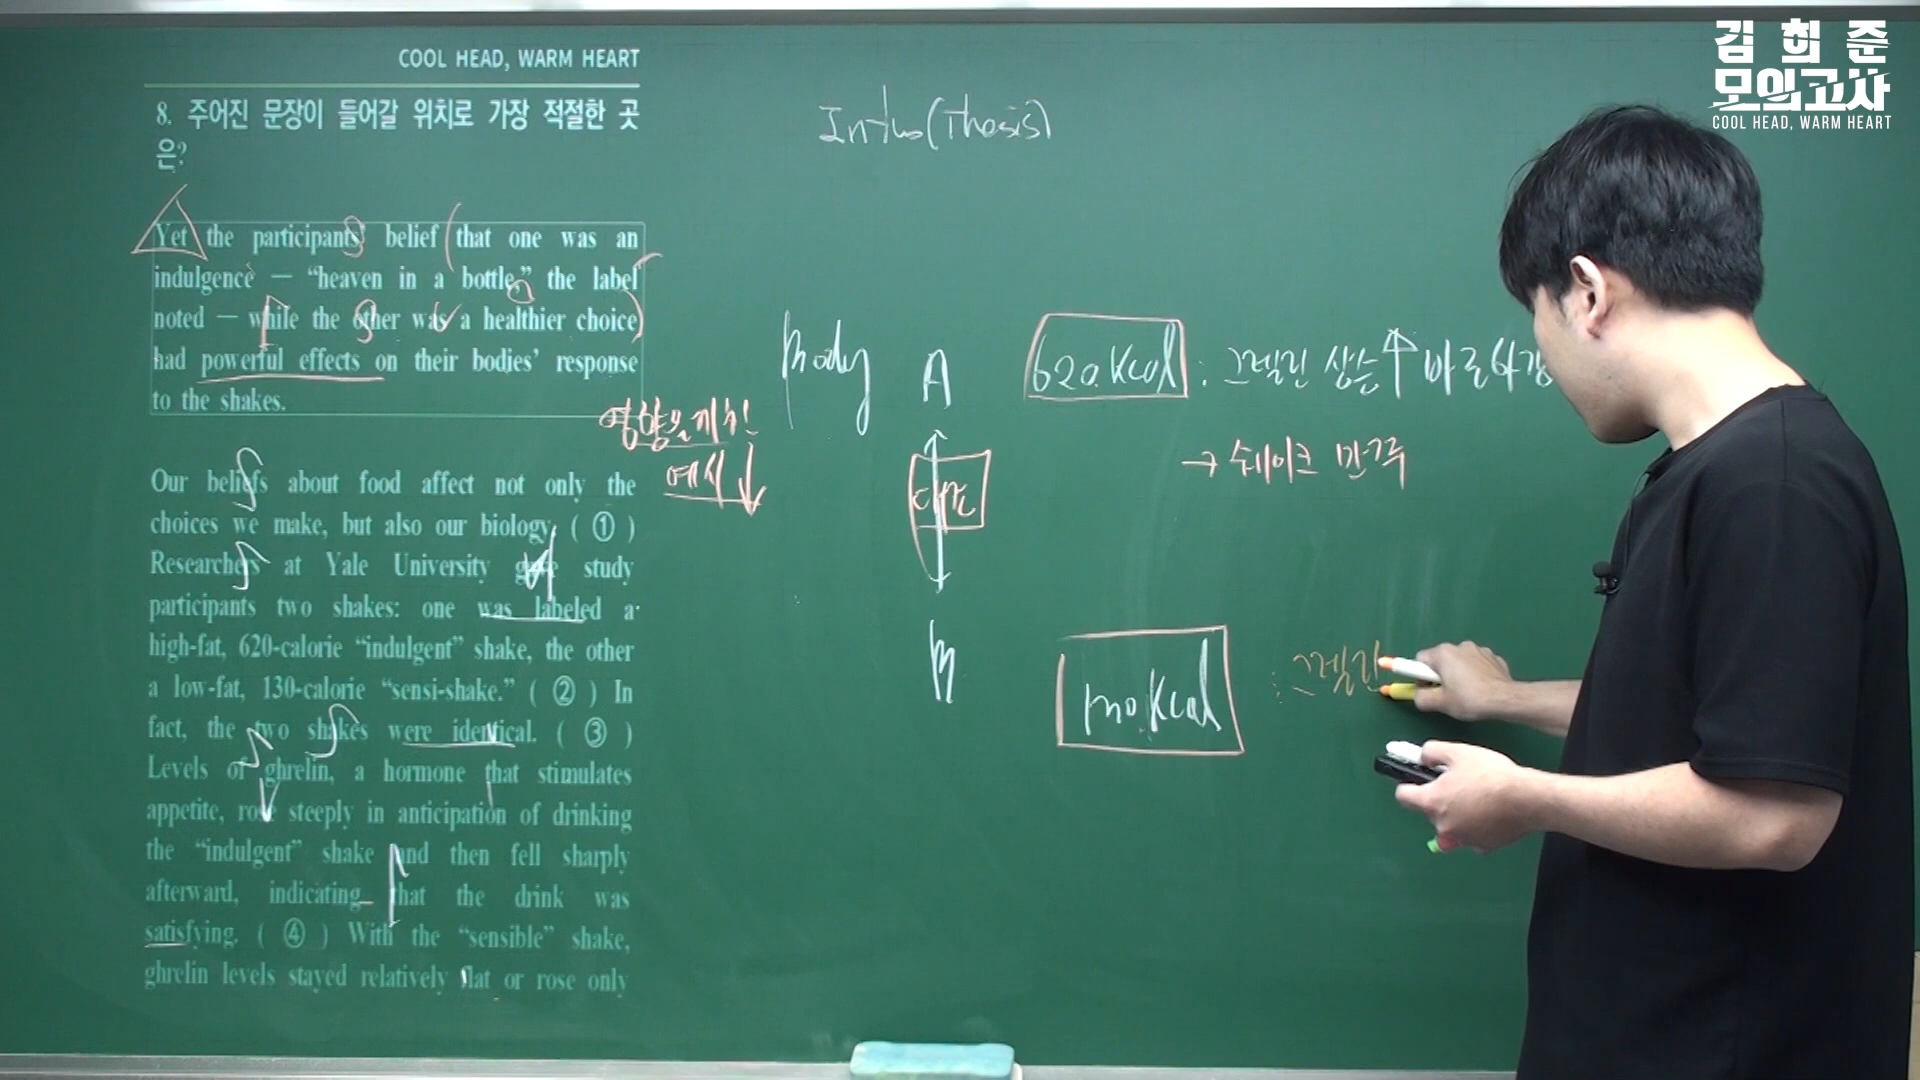 김희준
모의고사
COOL HEAD, WARM HEART
COOL HEAD, WARM HEART
8. 주어진 문장이 들어갈 위치로 가장 적절한 곳
은?
Yet the participants' belief that one was an
indulgence — “heaven in a bottle,” the label
noted — while the other was a healthier choice
had powerful effects on their bodies’ response
to the shakes.
영향을 끼친
예시
Our beliefs about food affect not only the
choices we make, but also our biology. ( ① )
Researchers at Yale University gave study
participants two shakes: one was labeled a
high-fat, 620-calorie “indulgent” shake, the other
a low-fat, 130-calorie “sensi-shake.” ( ② ) In
fact, the two shakes were identical. ( ③ )
Levels of ghrelin, a hormone that stimulates
appetite, rose steeply in anticipation of drinking
the “indulgent” shake and then fell sharply
afterward, indicating that the drink was
satisfying. ( ④ ) With the “sensible” shake,
ghrelin levels stayed relatively flat or rose only
Intro(Thesis)
Body A 620 Kcal : 그렐린 상승↑ 바로 하강
→ 쉐이크 만족
대조
B Kcal : 그렐린